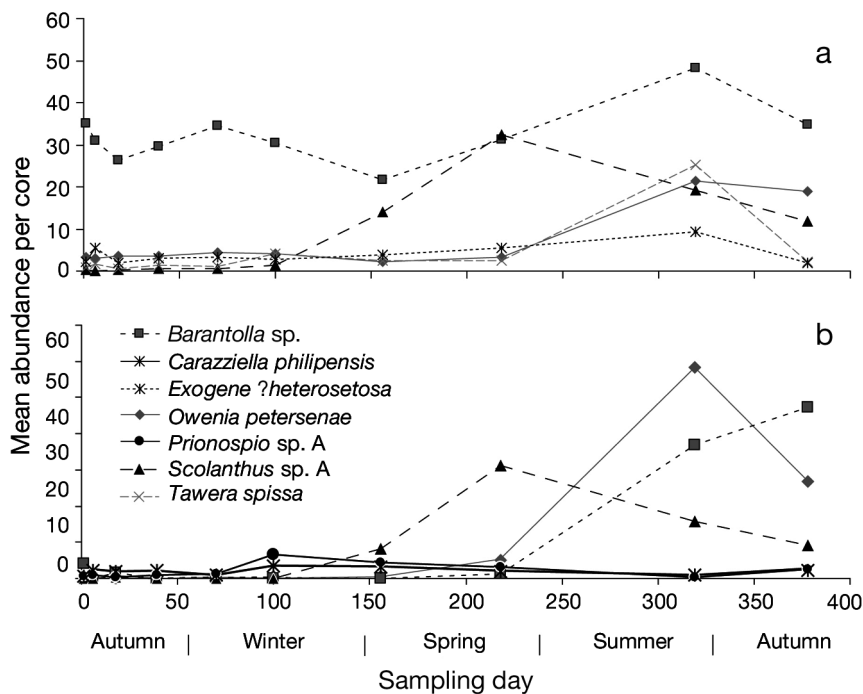 Mean abundance per core
60
50
40
30
20
10
0
a
60
50
40
30
20
10
0
b
Barantolla sp.
Carazziella philipensis
Exogene ?heterosetosa
Owenia petersenae
Prionospio sp. A
Scolanthus sp. A
Tawera spissa
0 50 100 150 200 250 300 350 400
Autumn | Winter | Spring | Summer | Autumn
Sampling day